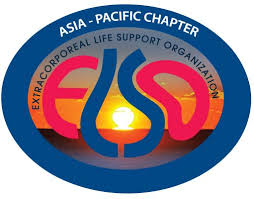 ASIA - PACIFIC CHAPTER
EXTRACORPOREAL LIFE SUPPORT ORGANIZATION
ELSO